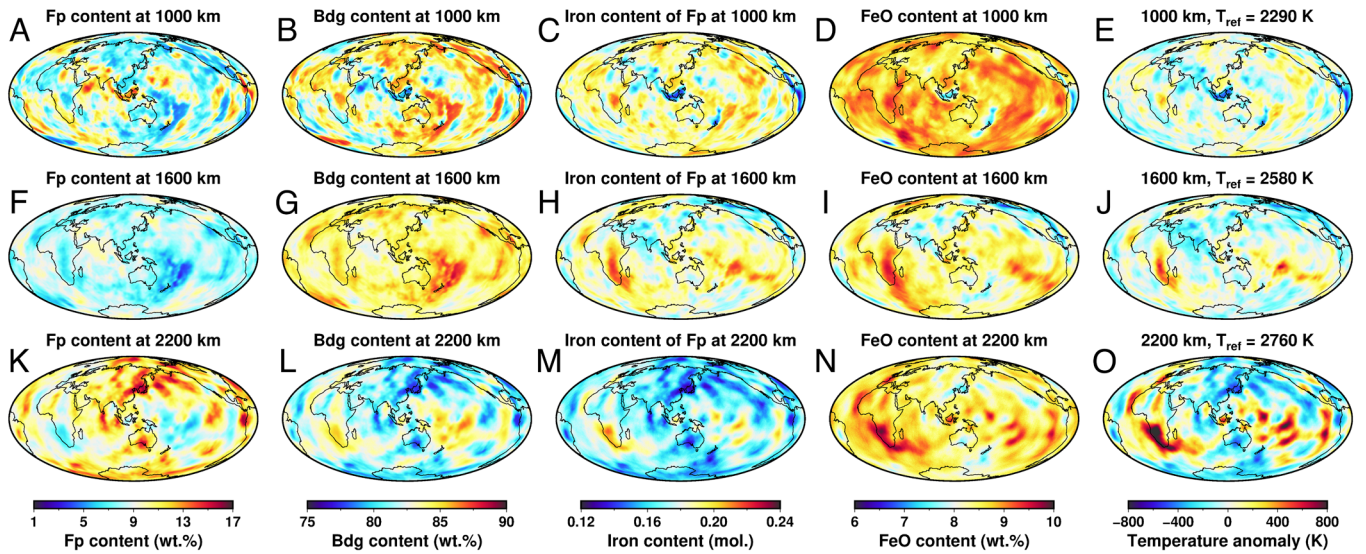 Fp content at 1000 km
Bdg content at 1000 km
Iron content of Fp at 1000 km
FeO content at 1000 km
1000 km, Tref = 2290 K
A
B
C
D
E
Fp content at 1600 km
Bdg content at 1600 km
Iron content of Fp at 1600 km
FeO content at 1600 km
1600 km, Tref = 2580 K
F
G
H
I
J
Fp content at 2200 km
Bdg content at 2200 km
Iron content of Fp at 2200 km
FeO content at 2200 km
2200 km, Tref = 2760 K
K
L
M
N
O
1 5 9 13 17
75 80 85 90
0.12 0.16 0.20 0.24
6 7 8 9 10
−800 −400 0 400 800
Fp content (wt.%)
Bdg content (wt.%)
Iron content (mol.)
FeO content (wt.%)
Temperature anomaly (K)